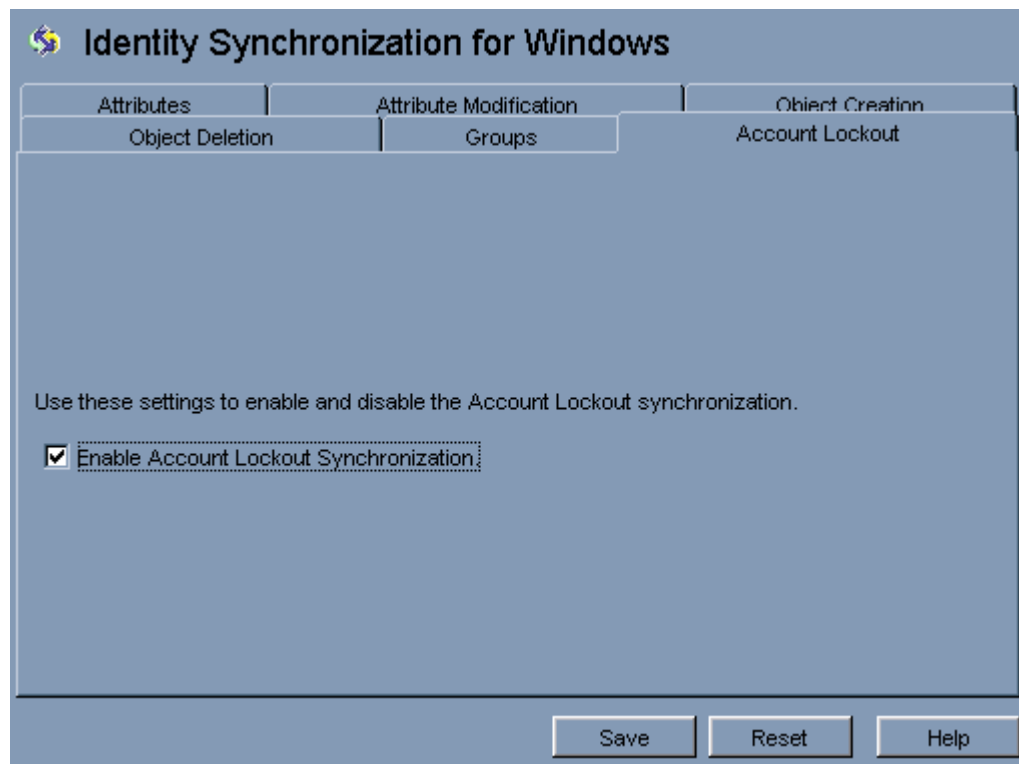 Identity Synchronization for Windows
Attributes
Attribute Modification
Object Creation
Object Deletion
Groups
Account Lockout
Use these settings to enable and disable the Account Lockout synchronization.
Enable Account Lockout Synchronization.
Save
Reset
Help